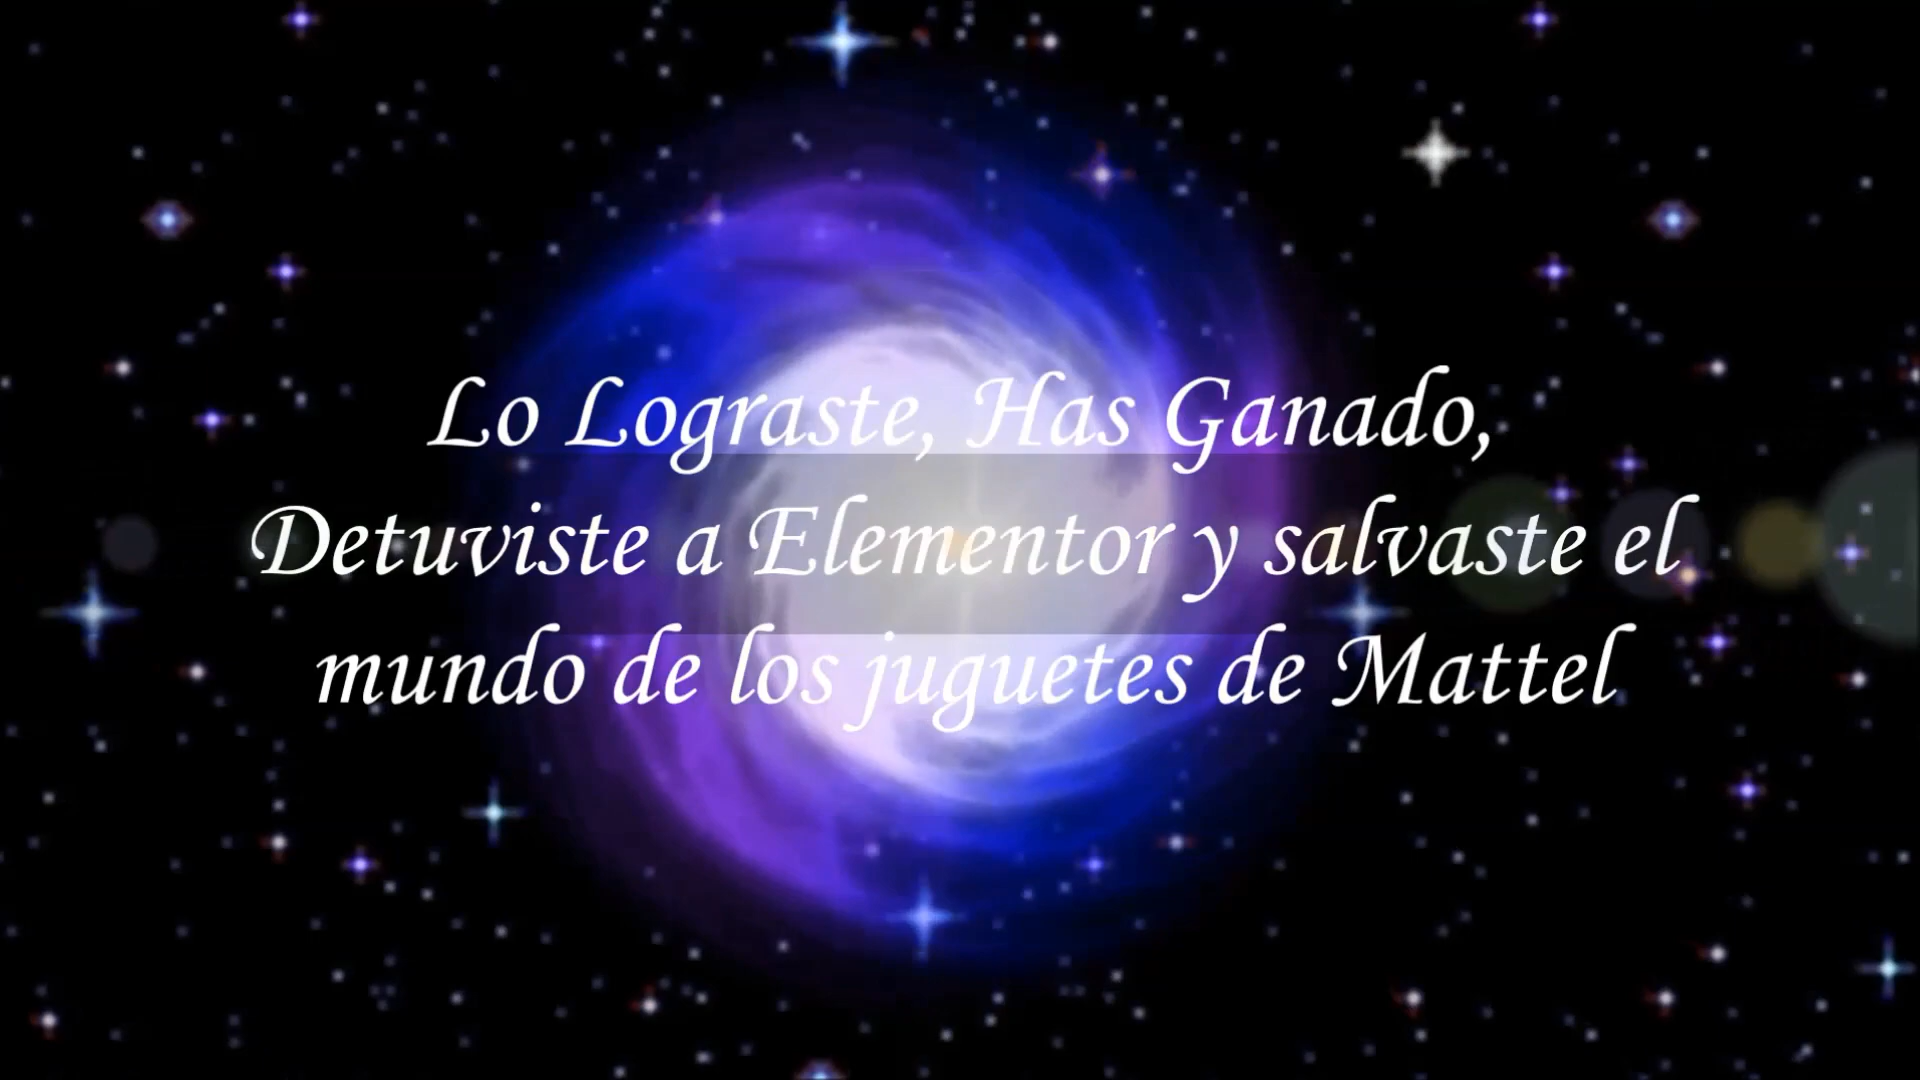 Lo Lograste, Has Ganado,
Detuviste a Elementor y salvaste el
mundo de los juguetes de Mattel